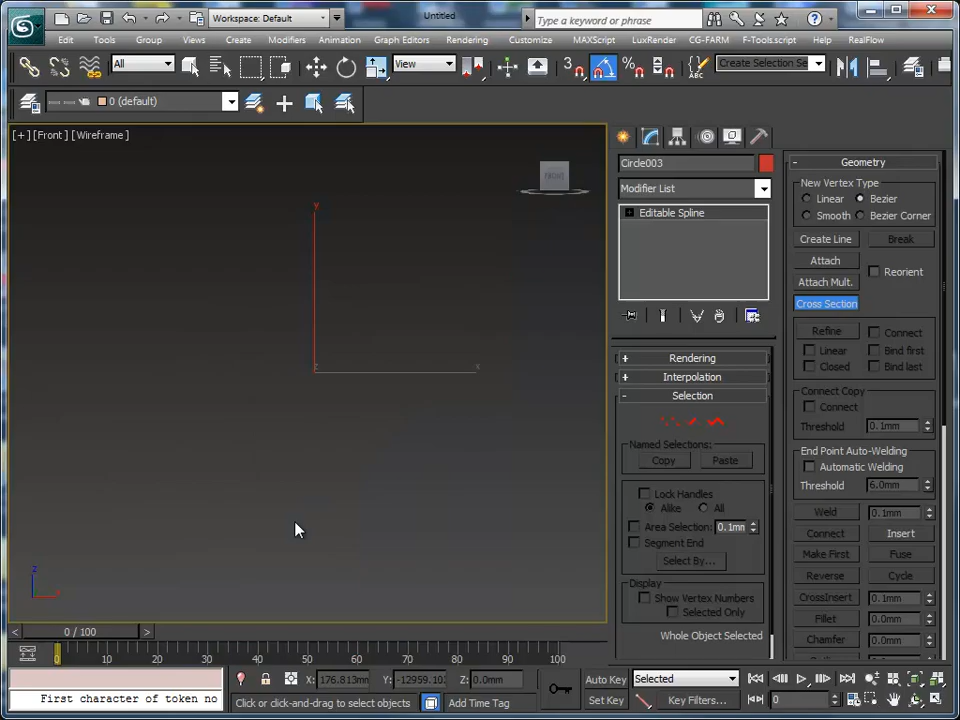 Workspace: Default
Untitled
Type a keyword or phrase
Edit Tools Group Views Create Modifiers Animation Graph Editors Rendering Customize MAXScript LuxRender CG-FARM F-Tools.script Help RealFlow
All View 3 Create Selection Se
0 (default)
[+] [Front] [Wireframe]
FRONT
y
x
z
x
Circle003
Modifier List
Editable Spline
Rendering
Interpolation
Selection
Named Selections:
Copy Paste
Lock Handles
Alike All
Area Selection: 0.1mm
Segment End
Select By...
Display
Show Vertex Numbers
Selected Only
Whole Object Selected
Geometry
New Vertex Type
Linear Bezier
Smooth Bezier Corner
Create Line Break
Attach
Attach Mult. Reorient
Cross Section
Refine Connect
Linear Bind first
Closed Bind last
Connect Copy
Connect
Threshold 0.1mm
End Point Auto-Welding
Automatic Welding
Threshold 6.0mm
Weld 0.1mm
Connect Insert
Make First Fuse
Reverse Cycle
CrossInsert 0.1mm
Fillet 0.0mm
Chamfer 0.0mm
< 0 / 100 >
0 10 20 30 40 50 60 70 80 90 100
X: 176.813mm Y: -12959.103 Z: 0.0mm
Auto Key Selected
First character of token no
Click or click-and-drag to select objects
Add Time Tag
Set Key Key Filters... 0